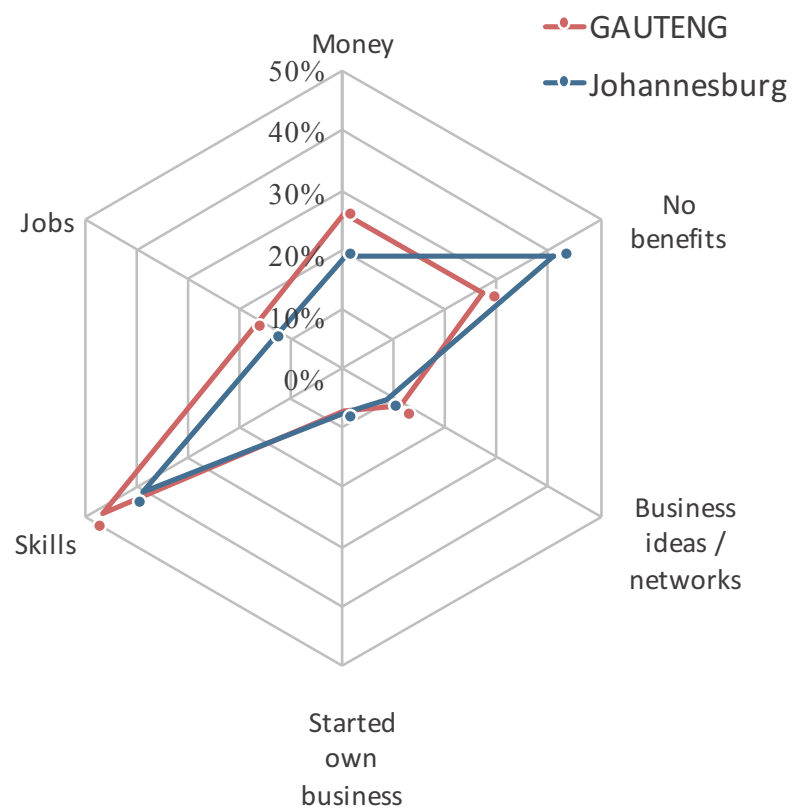 GAUTENG
Johannesburg
Money
50%
40%
30%
20%
10%
0%
No
benefits
Business
ideas /
networks
Started
own
business
Skills
Jobs